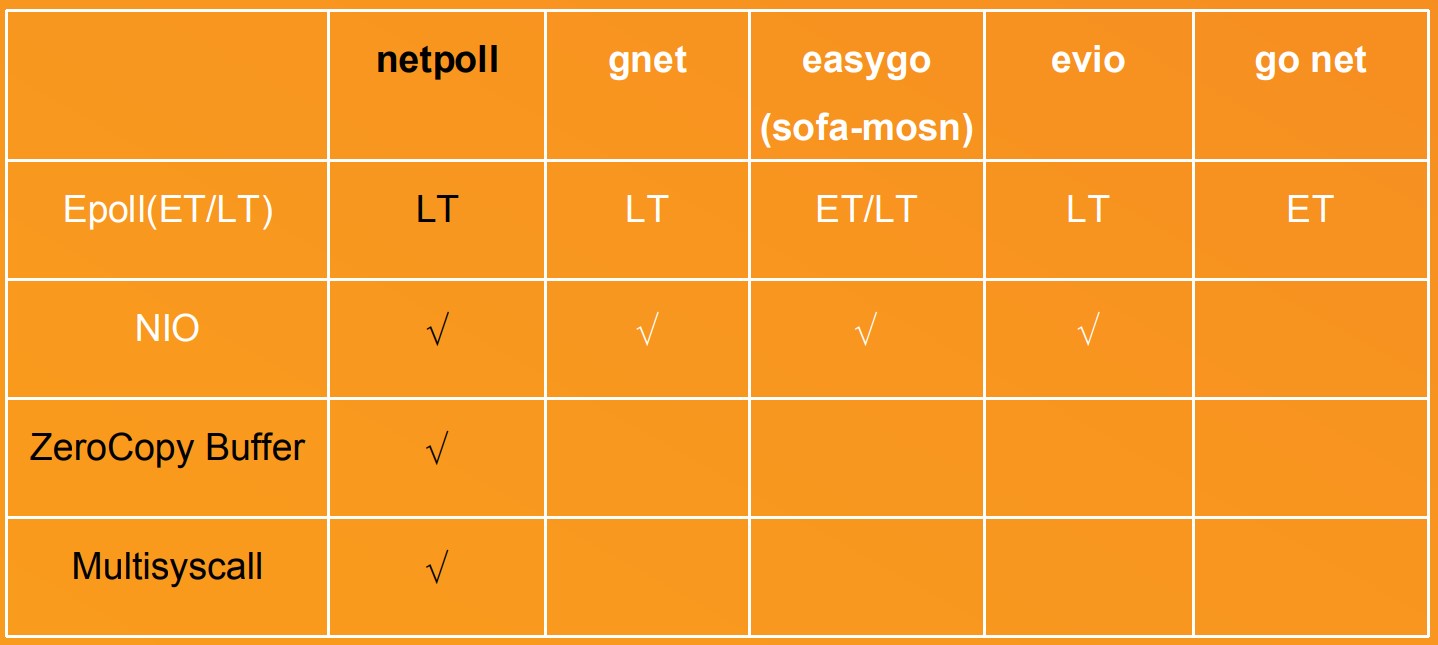 netpoll gnet easygo evio go net
(sofa-mosn)
Epoll(ET/LT) LT LT ET/LT LT ET
NIO √ √ √ √
ZeroCopy Buffer √
Multisyscall √